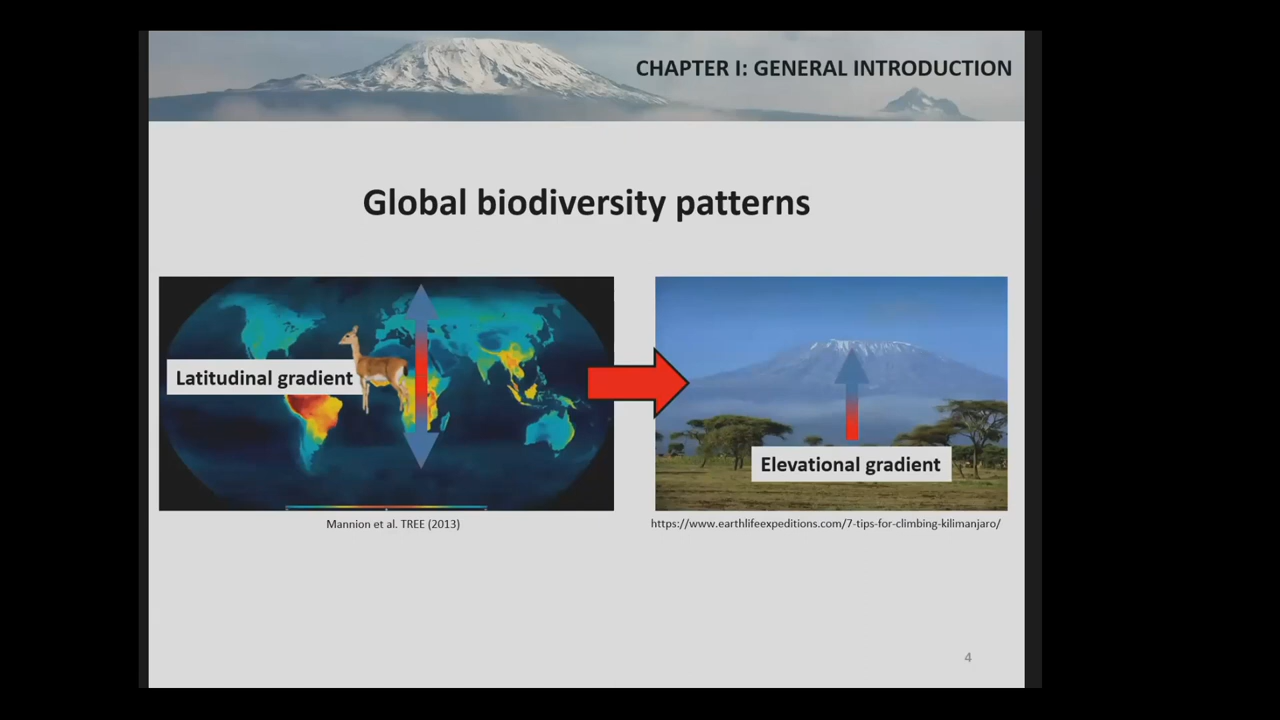 CHAPTER I: GENERAL INTRODUCTION
Global biodiversity patterns
Latitudinal gradient
Elevational gradient
Mannion et al. TREE (2013)
https://www.earthlifeexpeditions.com/7-tips-for-climbing-kilimanjaro/
4